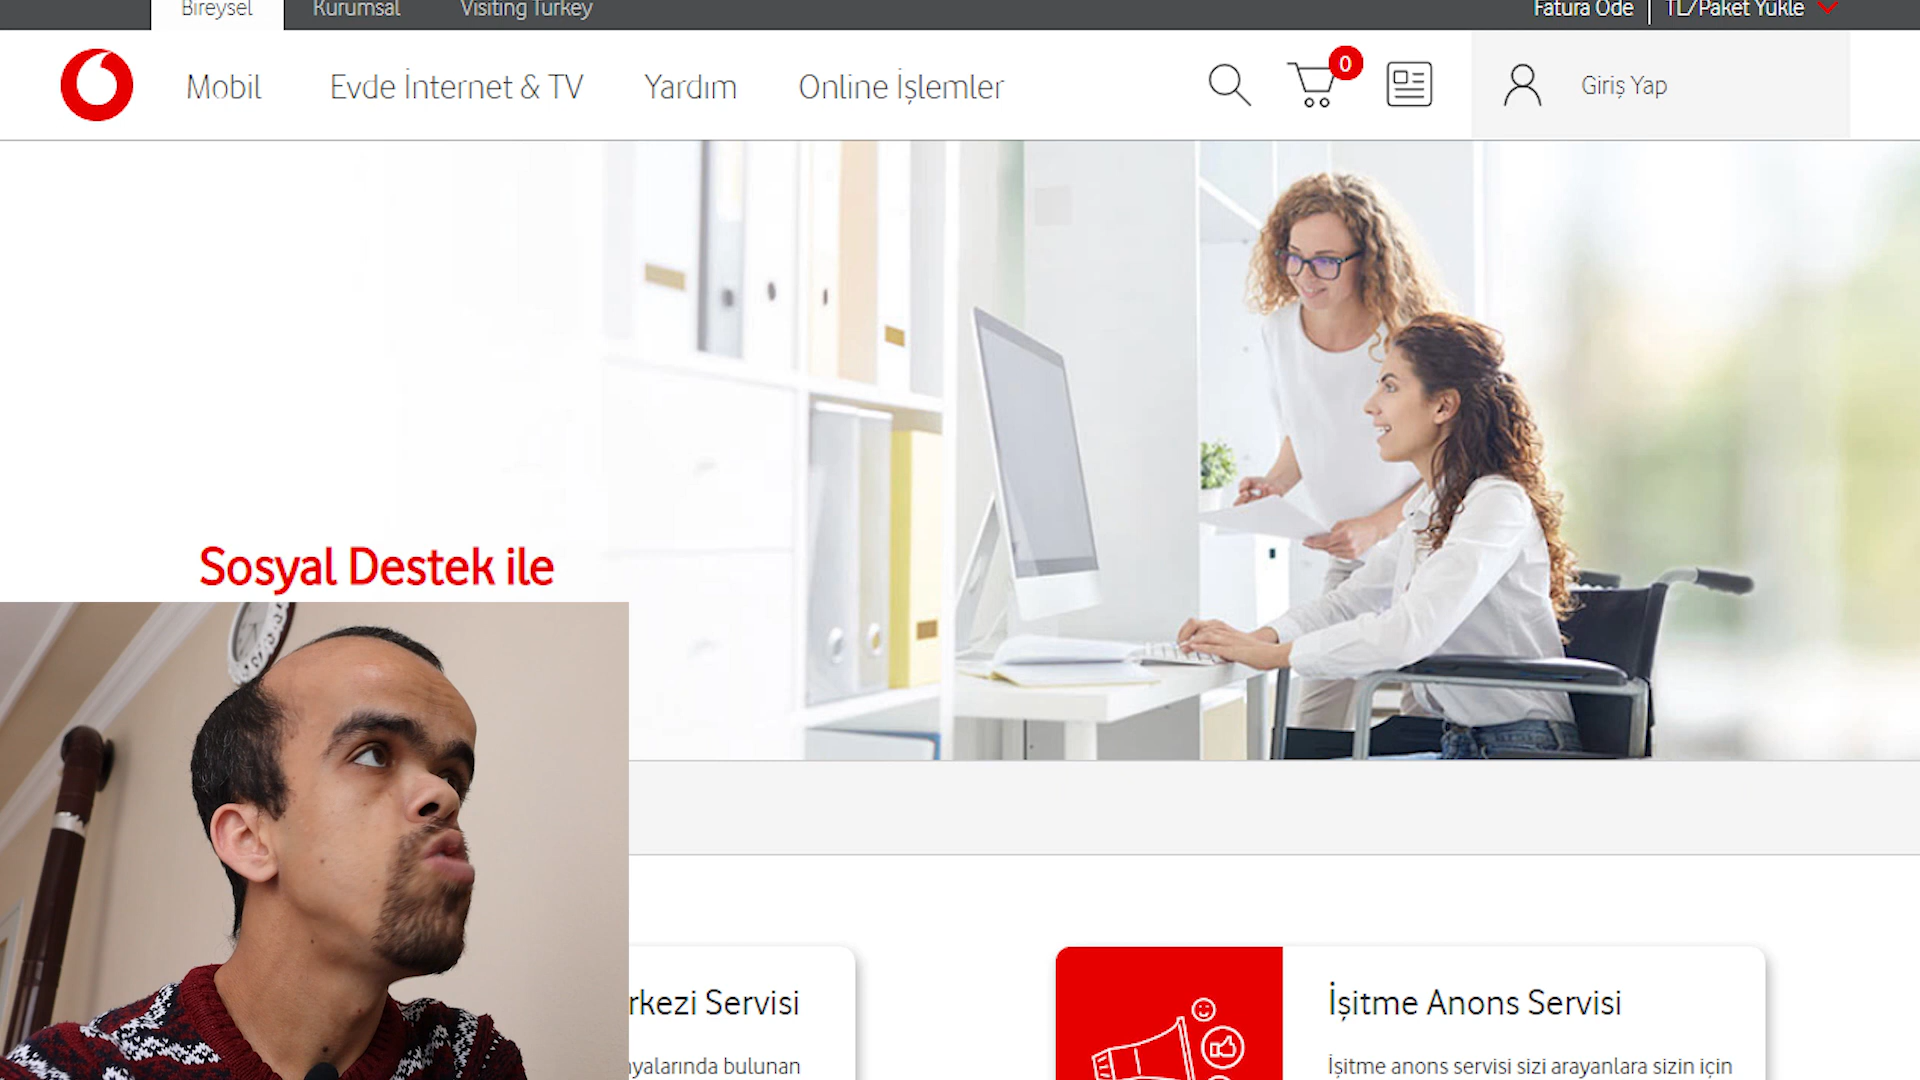 Bireysel Kurumsal Visiting Turkey Fatura Öde TL/Paket Yükle
Mobil Evde İnternet & TV Yardım Online İşlemler 0 Giriş Yap
Sosyal Destek ile
rkezi Servisi
yalarında bulunan
İşitme Anons Servisi
İşitme anons servisi sizi arayanlara sizin için